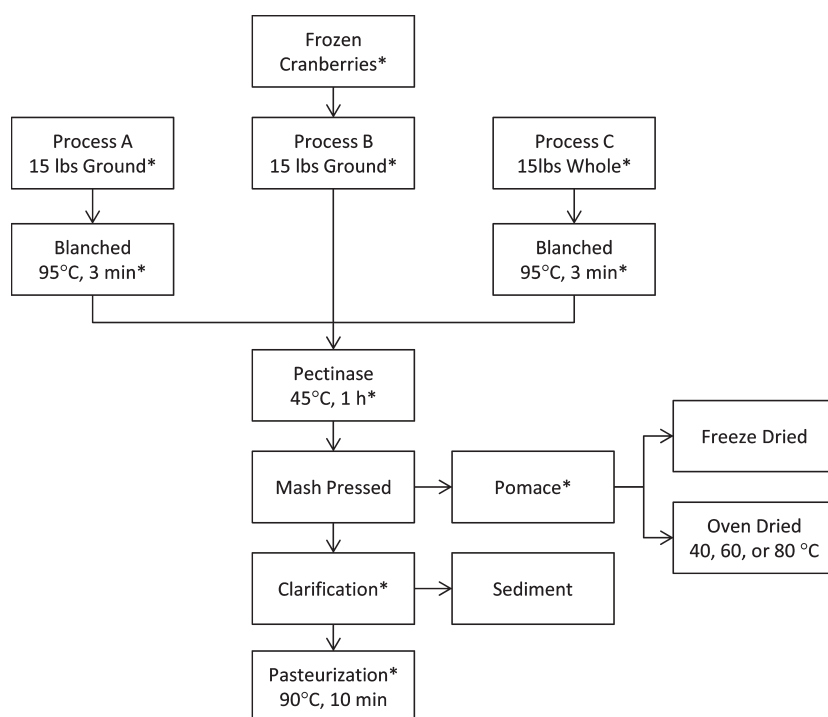 Frozen
Cranberries*
Process A
15 lbs Ground*
Process B
15 lbs Ground*
Process C
15lbs Whole*
Blanched
95°C, 3 min*
Blanched
95°C, 3 min*
Pectinase
45°C, 1 h*
Mash Pressed
Pomace*
Freeze Dried
Oven Dried
40, 60, or 80 °C
Clarification*
Sediment
Pasteurization*
90°C, 10 min